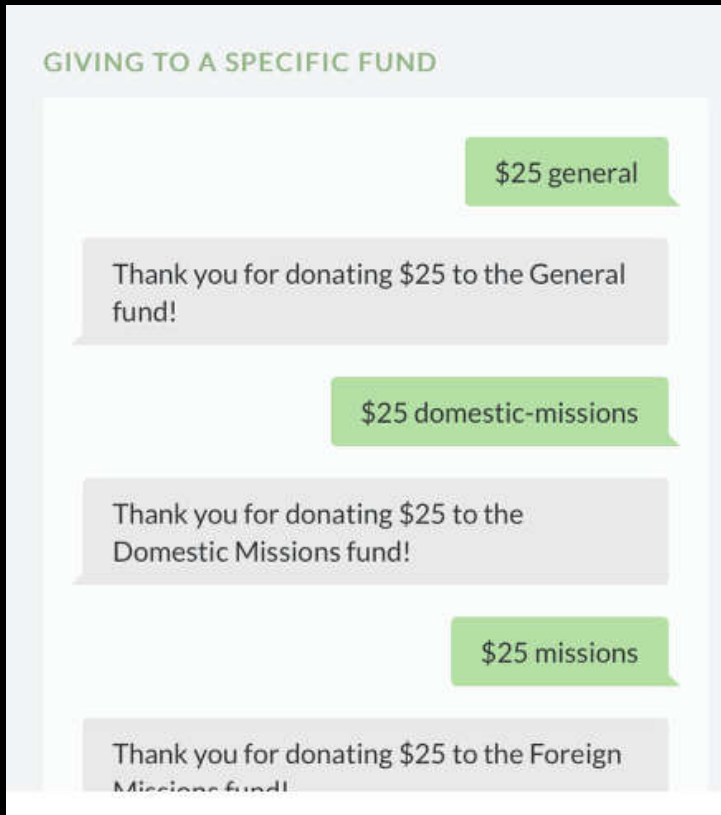 GIVING TO A SPECIFIC FUND
$25 general
Thank you for donating $25 to the General
fund!
$25 domestic-missions
Thank you for donating $25 to the
Domestic Missions fund!
$25 missions
Thank you for donating $25 to the Foreign
Missions fund!